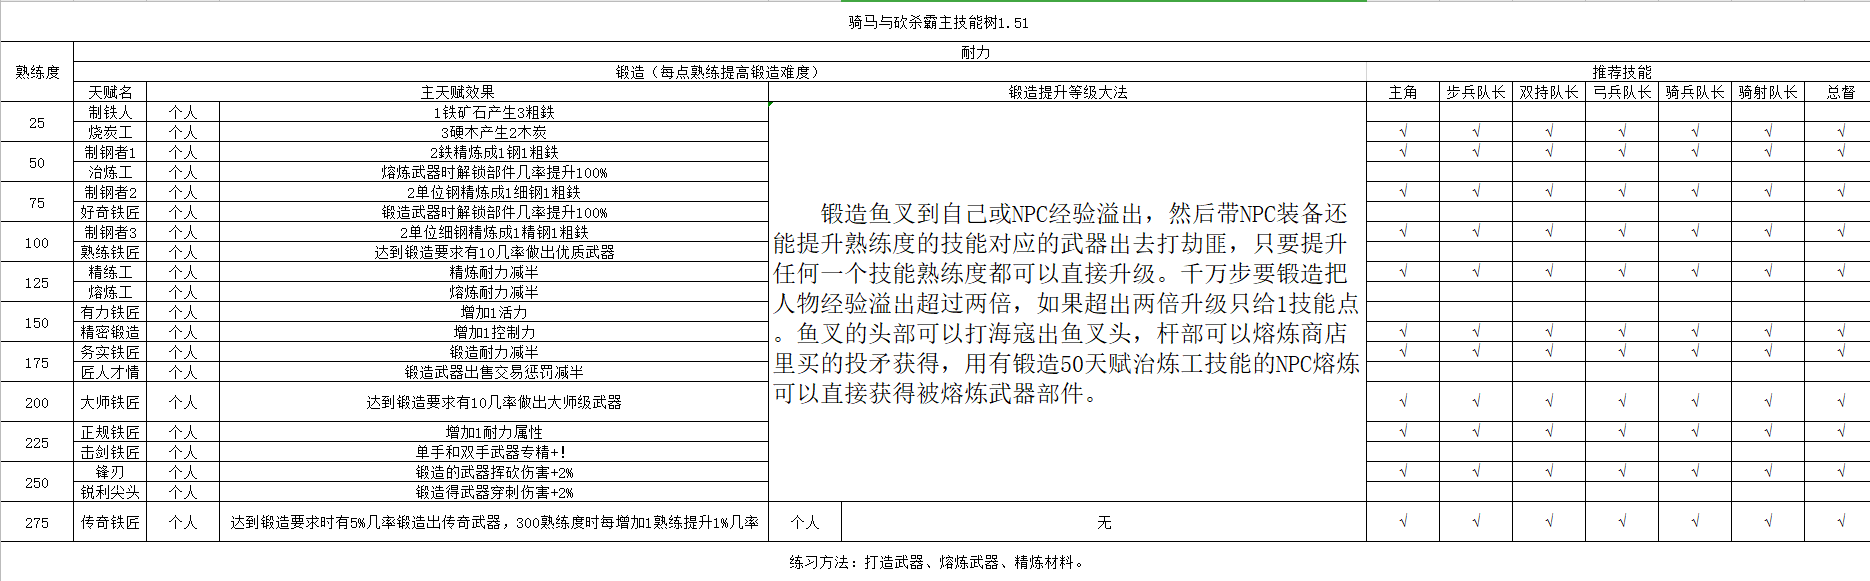 骑马与砍杀霸主技能树1.51
熟练度
耐力
锻造（每点熟练提高锻造难度）
推荐技能
天赋名
主天赋效果
锻造提升等级大法
主角
步兵队长
双持队长
弓兵队长
骑兵队长
骑射队长
总督
25
制铁人 个人 1铁矿石产生3粗鉄
烧炭工 个人 3硬木产生2木炭 √ √ √ √ √ √ √
50
制钢者1 个人 2鉄精炼成1钢1粗鉄 √ √ √ √ √ √ √
冶炼工 个人 熔炼武器时解锁部件几率提升100%
75
制钢者2 个人 2单位钢精炼成1细钢1粗鉄 √ √ √ √ √ √ √
好奇铁匠 个人 锻造武器时解锁部件几率提升100%
100
制钢者3 个人 2单位细钢精炼成1精钢1粗鉄 √ √ √ √ √ √ √
熟练铁匠 个人 达到锻造要求有10几率做出优质武器
125
精练工 个人 精炼耐力减半 √ √ √ √ √ √ √
熔炼工 个人 熔炼耐力减半
150
有力铁匠 个人 增加1活力
精密锻造 个人 增加1控制力 √ √ √ √ √ √ √
175
务实铁匠 个人 锻造耐力减半 √ √ √ √ √ √ √
匠人才情 个人 锻造武器出售交易惩罚减半
200
大师铁匠 个人 达到锻造要求有10几率做出大师级武器 √ √ √ √ √ √ √
225
正规铁匠 个人 增加1耐力属性 √ √ √ √ √ √ √
击剑铁匠 个人 单手和双手武器专精+!
250
锋刃 个人 锻造的武器挥砍伤害+2% √ √ √ √ √ √ √
锐利尖头 个人 锻造得武器穿刺伤害+2%
锻造鱼叉到自己或NPC经验溢出，然后带NPC装备还
能提升熟练度的技能对应的武器出去打劫匪，只要提升
任何一个技能熟练度都可以直接升级。千万步要锻造把
人物经验溢出超过两倍，如果超出两倍升级只给1技能点
。鱼叉的头部可以打海寇出鱼叉头，杆部可以熔炼商店
里买的投矛获得，用有锻造50天赋冶炼工技能的NPC熔炼
可以直接获得被熔炼武器部件。
275
传奇铁匠 个人 达到锻造要求时有5%几率锻造出传奇武器，300熟练度时每增加1熟练提升1%几率 个人 无 √ √ √ √ √ √ √
练习方法：打造武器、熔炼武器、精炼材料。